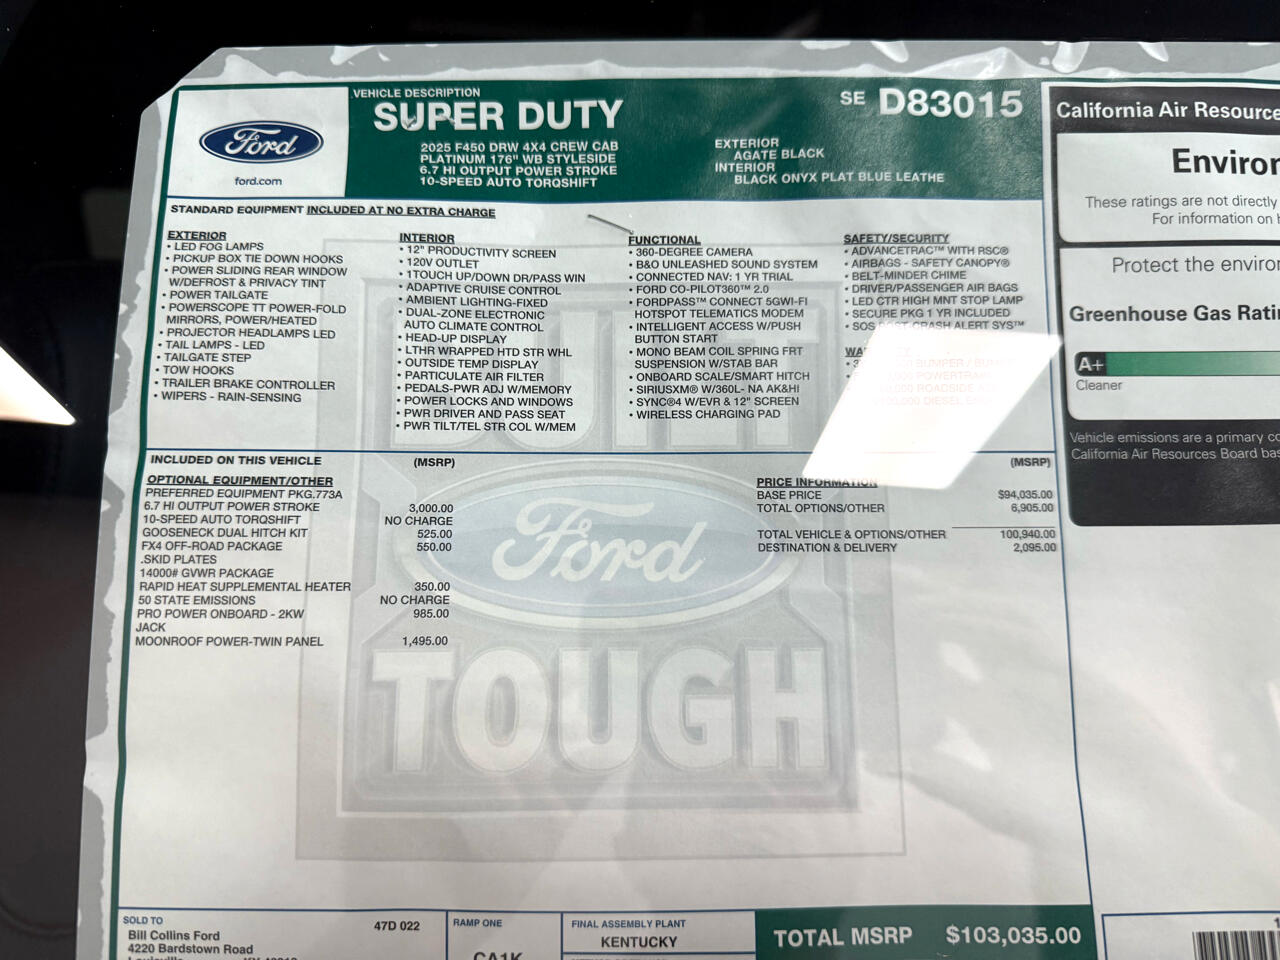 VEHICLE DESCRIPTION
SUPER DUTY
2025 F450 DRW 4X4 CREW CAB
PLATINUM 176" WB STYLESIDE
6.7 HI OUTPUT POWER STROKE
10-SPEED AUTO TORQSHIFT
EXTERIOR
AGATE BLACK
INTERIOR
BLACK ONYX PLAT BLUE LEATHE
SE D83015
Ford
ford.com
STANDARD EQUIPMENT INCLUDED AT NO EXTRA CHARGE
EXTERIOR
• LED FOG LAMPS
• PICKUP BOX TIE DOWN HOOKS
• POWER SLIDING REAR WINDOW
W/DEFROST & PRIVACY TINT
• POWER TAILGATE
• POWERSCOPE TT POWER-FOLD
MIRRORS, POWER/HEATED
• PROJECTOR HEADLAMPS LED
• TAIL LAMPS - LED
• TAILGATE STEP
• TOW HOOKS
• TRAILER BRAKE CONTROLLER
• WIPERS - RAIN-SENSING
INTERIOR
• 12" PRODUCTIVITY SCREEN
• 120V OUTLET
• 1TOUCH UP/DOWN DR/PASS WIN
• ADAPTIVE CRUISE CONTROL
• AMBIENT LIGHTING-FIXED
• DUAL-ZONE ELECTRONIC
AUTO CLIMATE CONTROL
• HEAD-UP DISPLAY
• LTHR WRAPPED HTD STR WHL
• OUTSIDE TEMP DISPLAY
• PARTICULATE AIR FILTER
• PEDALS-PWR ADJ W/MEMORY
• POWER LOCKS AND WINDOWS
• PWR DRIVER AND PASS SEAT
• PWR TILT/TEL STR COL W/MEM
FUNCTIONAL
• 360-DEGREE CAMERA
• B&O UNLEASHED SOUND SYSTEM
• CONNECTED NAV: 1 YR TRIAL
• FORD CO-PILOT360™ 2.0
• FORDPASS™ CONNECT 5GWI-FI
HOTSPOT TELEMATICS MODEM
• INTELLIGENT ACCESS W/PUSH
BUTTON START
• MONO BEAM COIL SPRING FRT
SUSPENSION W/STAB BAR
• ONBOARD SCALE/SMART HITCH
• SIRIUSXM® W/360L- NA AK&HI
• SYNC®4 W/EVR & 12" SCREEN
• WIRELESS CHARGING PAD
SAFETY/SECURITY
• ADVANCETRAC™ WITH RSC®
• AIRBAGS - SAFETY CANOPY®
• BELT-MINDER CHIME
• DRIVER/PASSENGER AIR BAGS
• LED CTR HIGH MNT STOP LAMP
• SECURE PKG 1 YR INCLUDED
• SOS POST CRASH ALERT SYS™
BUMPER /
POWERTRAIN
ROADSIDE
DIESEL
INCLUDED ON THIS VEHICLE (MSRP)
OPTIONAL EQUIPMENT/OTHER
PREFERRED EQUIPMENT PKG.773A
6.7 HI OUTPUT POWER STROKE 3,000.00
10-SPEED AUTO TORQSHIFT NO CHARGE
GOOSENECK DUAL HITCH KIT 525.00
FX4 OFF-ROAD PACKAGE 550.00
.SKID PLATES
14000# GVWR PACKAGE
RAPID HEAT SUPPLEMENTAL HEATER 350.00
50 STATE EMISSIONS NO CHARGE
PRO POWER ONBOARD - 2KW 985.00
JACK
MOONROOF POWER-TWIN PANEL 1,495.00
(MSRP)
PRICE INFORMATION
BASE PRICE $94,035.00
TOTAL OPTIONS/OTHER 6,905.00
TOTAL VEHICLE & OPTIONS/OTHER 100,940.00
DESTINATION & DELIVERY 2,095.00
BUILT
Ford
TOUGH
SOLD TO
47D 022
Bill Collins Ford
4220 Bardstown Road
RAMP ONE
CA1K
FINAL ASSEMBLY PLANT
KENTUCKY
TOTAL MSRP $103,035.00
California Air Resource
Environ
These ratings are not directly
For information on
Protect the enviro
Greenhouse Gas Rati
A+
Cleaner
Vehicle emissions are a primary co
California Air Resources Board bas